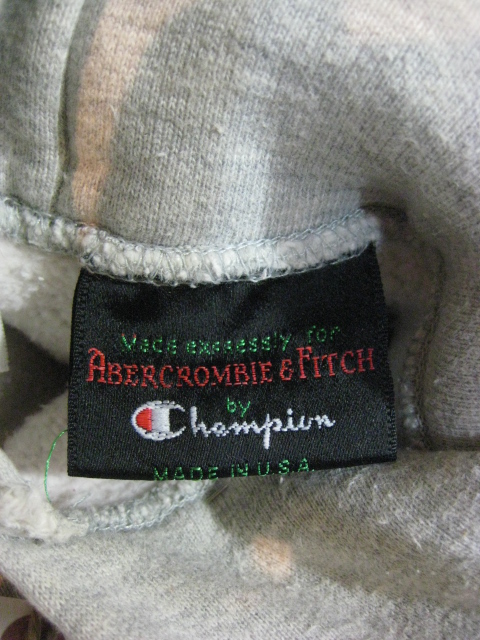 Made expressly for
ABERCROMBIE & FITCH
by
Champion
MADE IN U.S.A